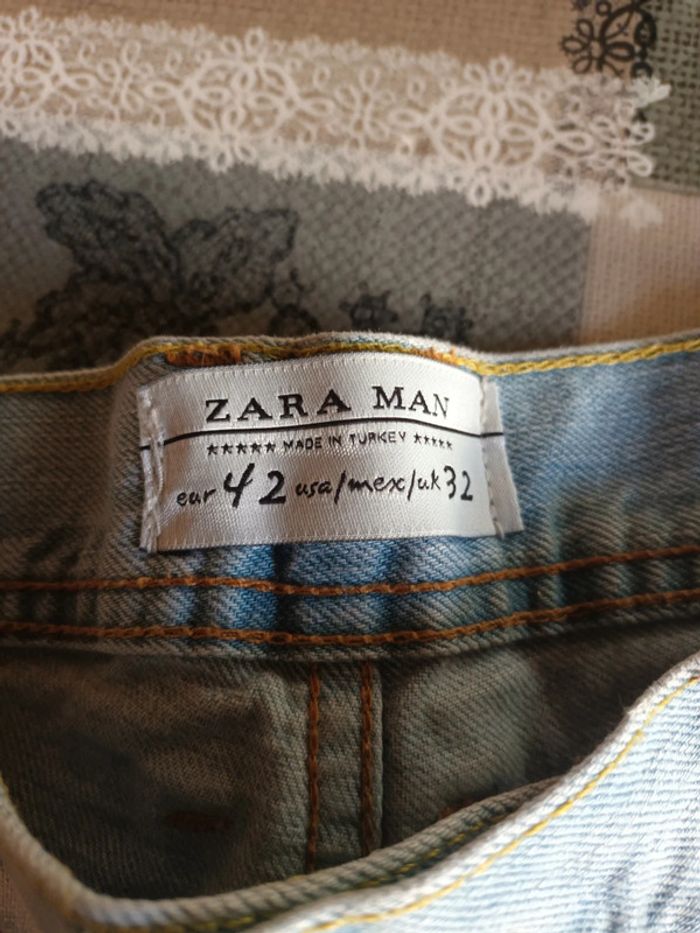 ZARA MAN
★★★★★ MADE IN TURKEY ★★★★★
eur 42 usa/mex/uk 32